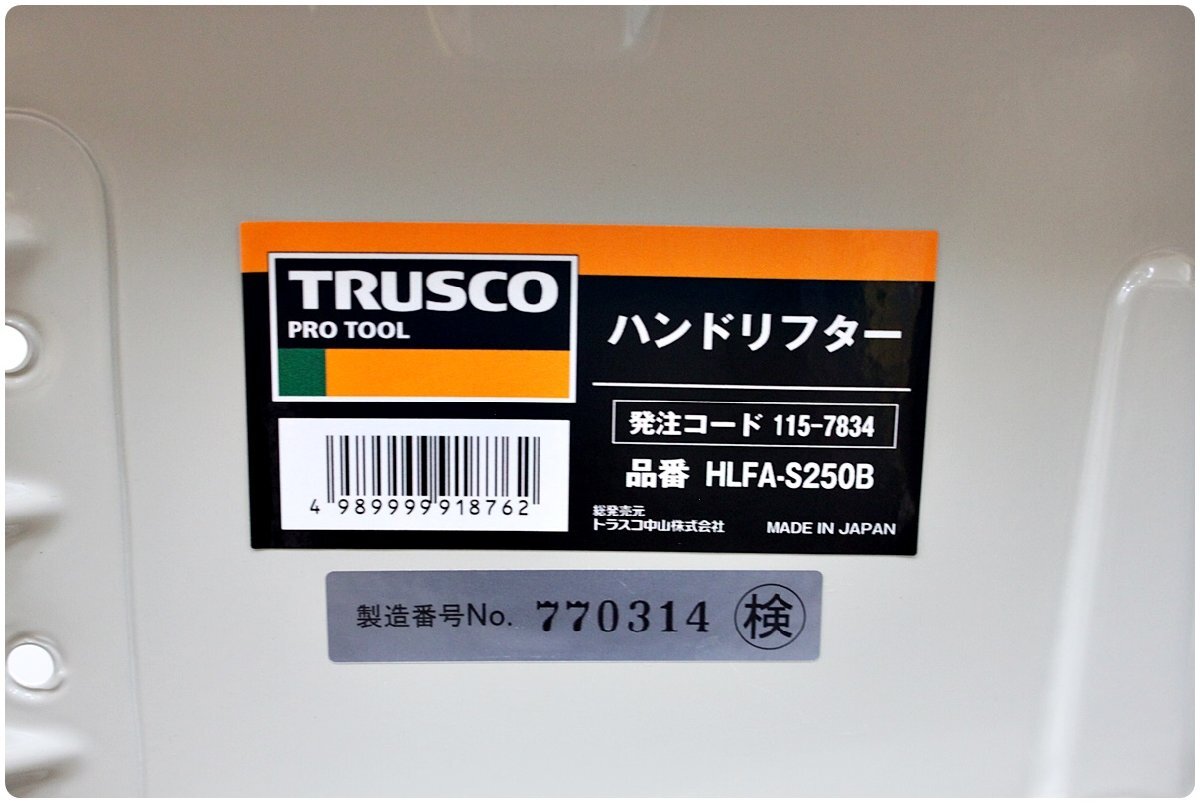 TRUSCO
PRO TOOL
ハンドリフター
発注コード 115-7834
品番 HLFA-S250B
4 989999 918762
総発売元
トラスコ中山株式会社
MADE IN JAPAN
製造番号No. 770314 検